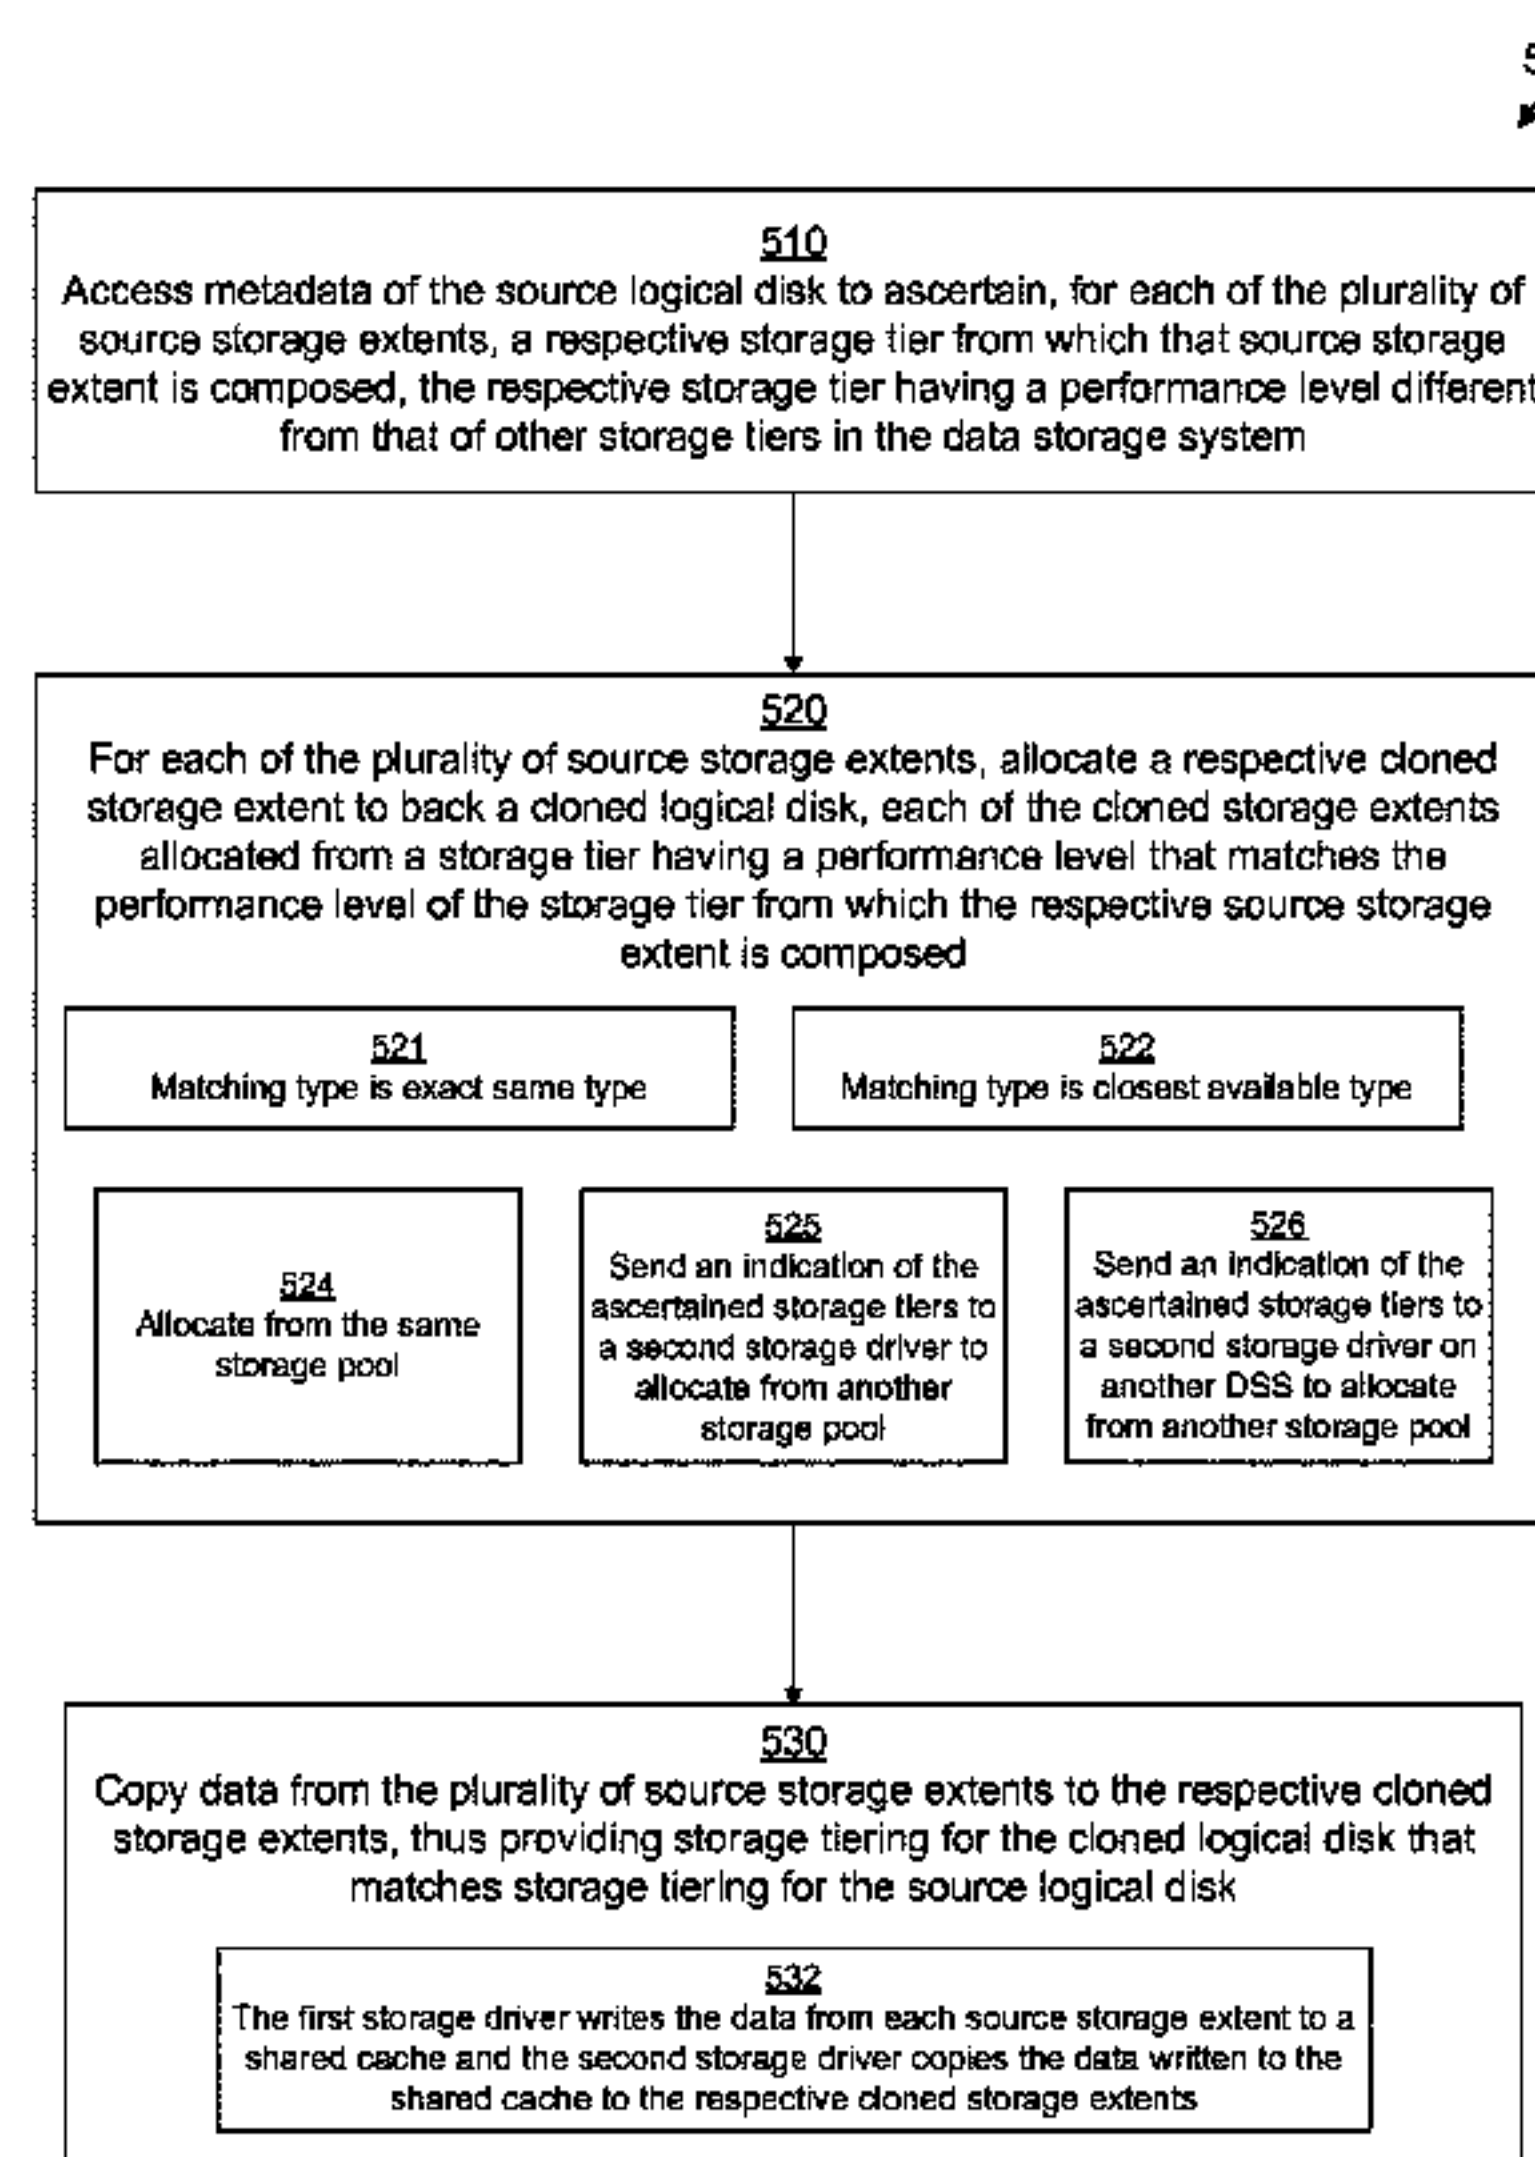 510
Access metadata of the source logical disk to ascertain, for each of the plurality of
source storage extents, a respective storage tier from which that source storage
extent is composed, the respective storage tier having a performance level different
from that of other storage tiers in the data storage system
520
For each of the plurality of source storage extents, allocate a respective cloned
storage extent to back a cloned logical disk, each of the cloned storage extents
allocated from a storage tier having a performance level that matches the
performance level of the storage tier from which the respective source storage
extent is composed
521
Matching type is exact same type
522
Matching type is closest available type
524
Allocate from the same
storage pool
525
Send an indication of the
ascertained storage tiers to
a second storage driver to
allocate from another
storage pool
526
Send an indication of the
ascertained storage tiers to
a second storage driver on
another DSS to allocate
from another storage pool
530
Copy data from the plurality of source storage extents to the respective cloned
storage extents, thus providing storage tiering for the cloned logical disk that
matches storage tiering for the source logical disk
532
The first storage driver writes the data from each source storage extent to a
shared cache and the second storage driver copies the data written to the
shared cache to the respective cloned storage extents